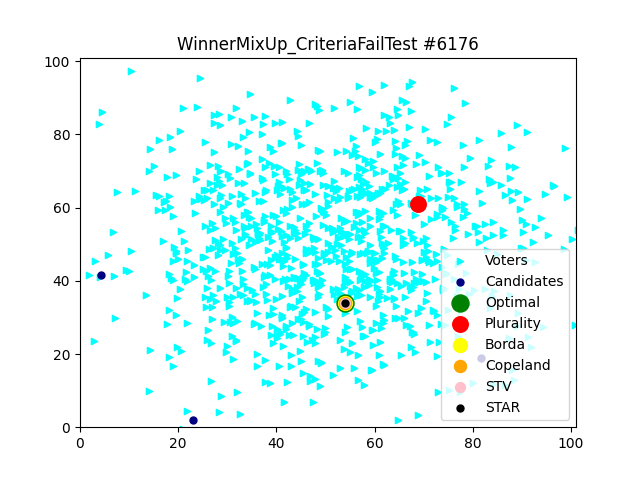 WinnerMixUp_CriteriaFailTest #6176
100
80
60
40
20
0
0 20 40 60 80 100
Voters
Candidates
Optimal
Plurality
Borda
Copeland
STV
STAR